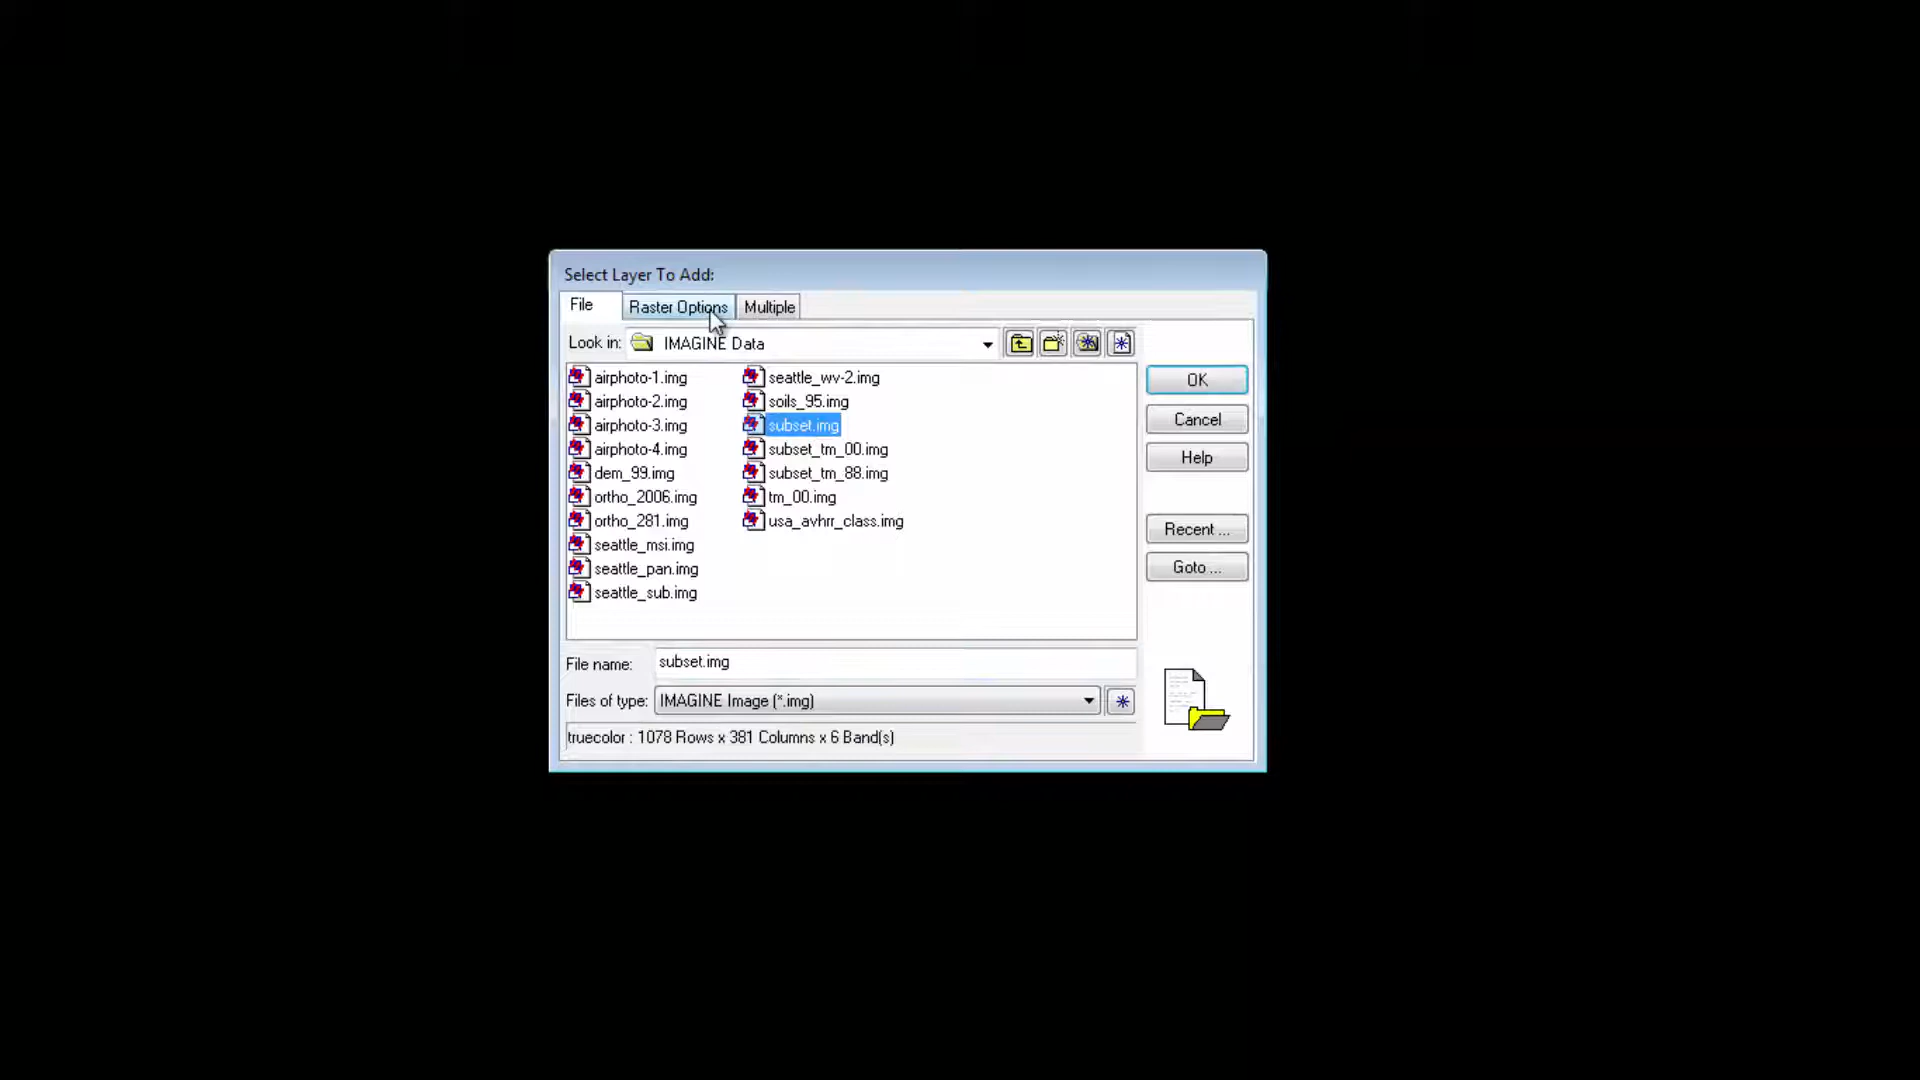 Select Layer To Add:
File Raster Options Multiple
Look in: IMAGINE Data
airphoto-1.img
airphoto-2.img
airphoto-3.img
airphoto-4.img
dem_99.img
ortho_2006.img
ortho_281.img
seattle_msi.img
seattle_pan.img
seattle_sub.img
seattle_wv-2.img
soils_95.img
subset.img
subset_tm_00.img
subset_tm_88.img
tm_00.img
usa_avhrr_class.img
OK
Cancel
Help
Recent ...
Goto ...
File name: subset.img
Files of type: IMAGINE Image (*.img)
truecolor : 1078 Rows x 381 Columns x 6 Band(s)